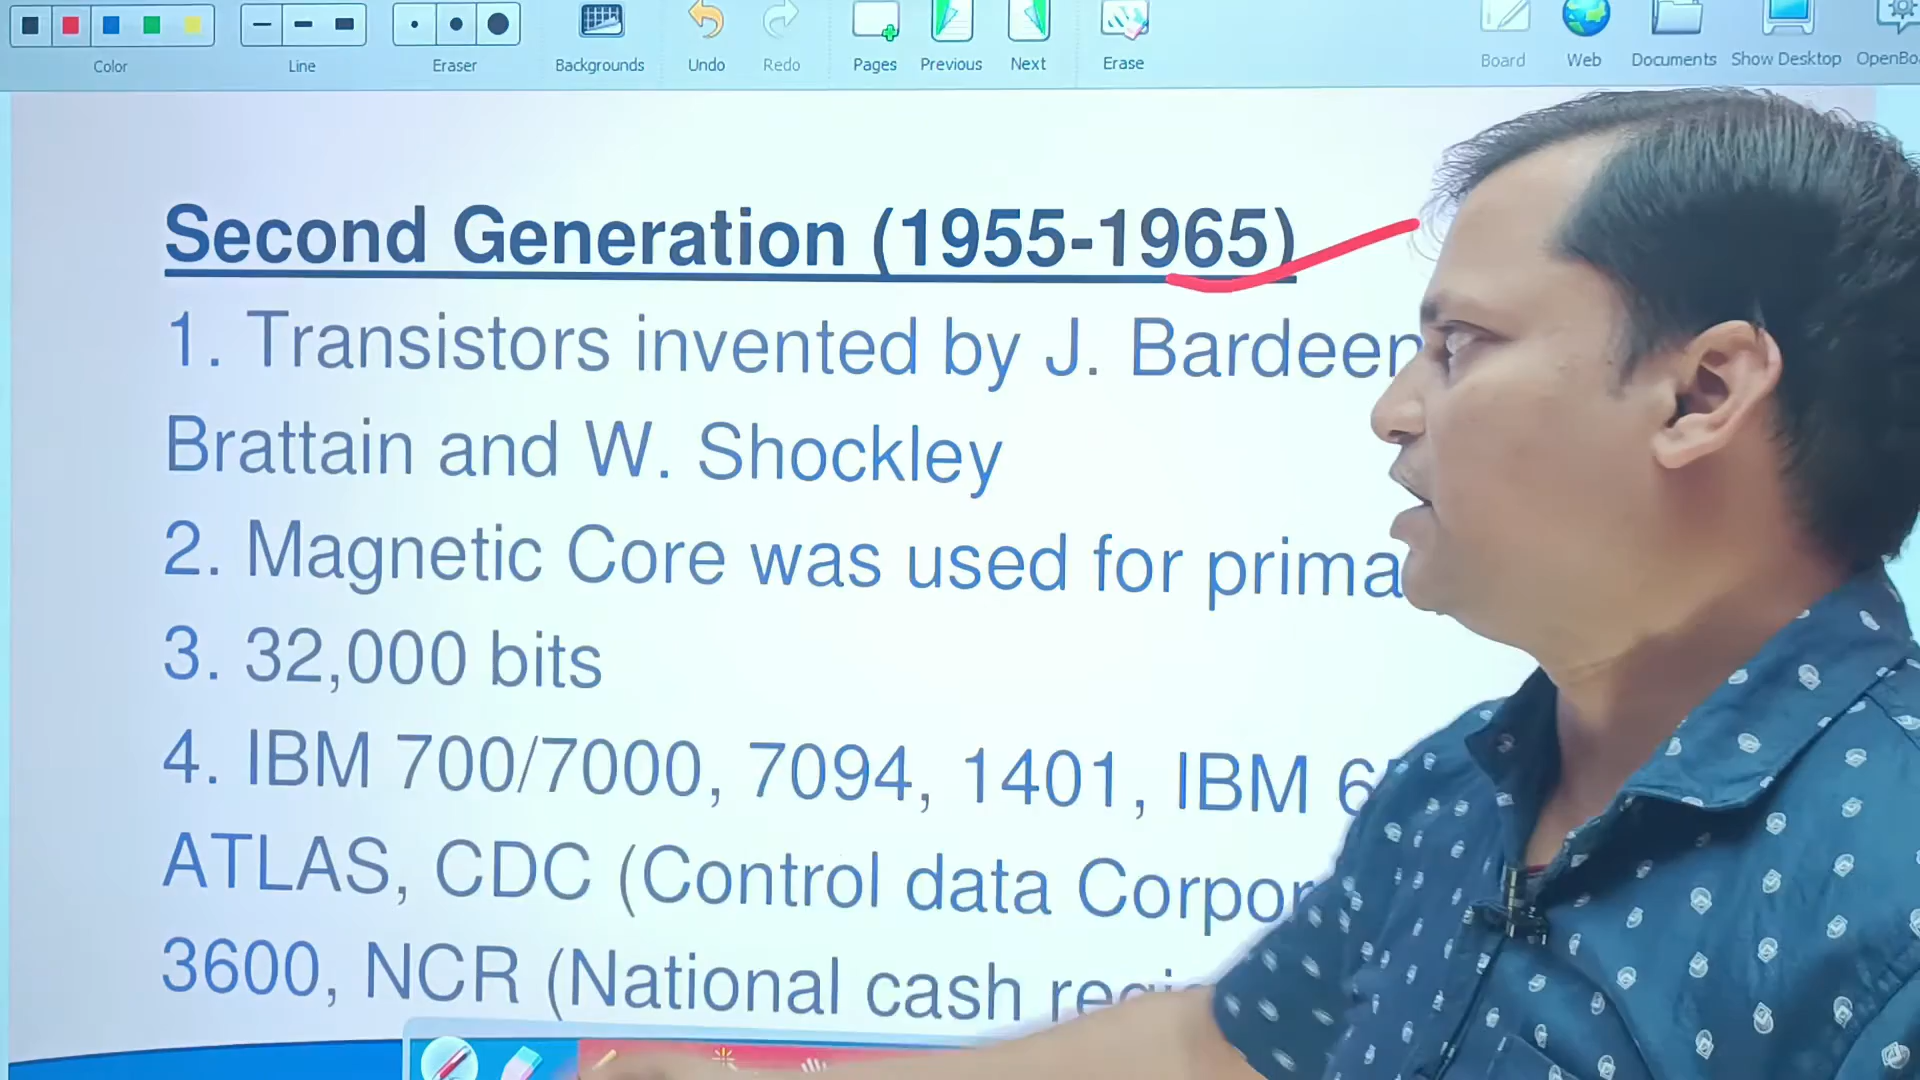 Color Line Eraser Backgrounds Undo Redo Pages Previous Next Erase Board Web Documents Show Desktop
Second Generation (1955-1965)
1. Transistors invented by J. Bardeen
Brattain and W. Shockley
2. Magnetic Core was used for
3. 32,000 bits
4. IBM 700/7000, 7094, 1401, IBM
ATLAS, CDC (Control data
3600, NCR (National cash